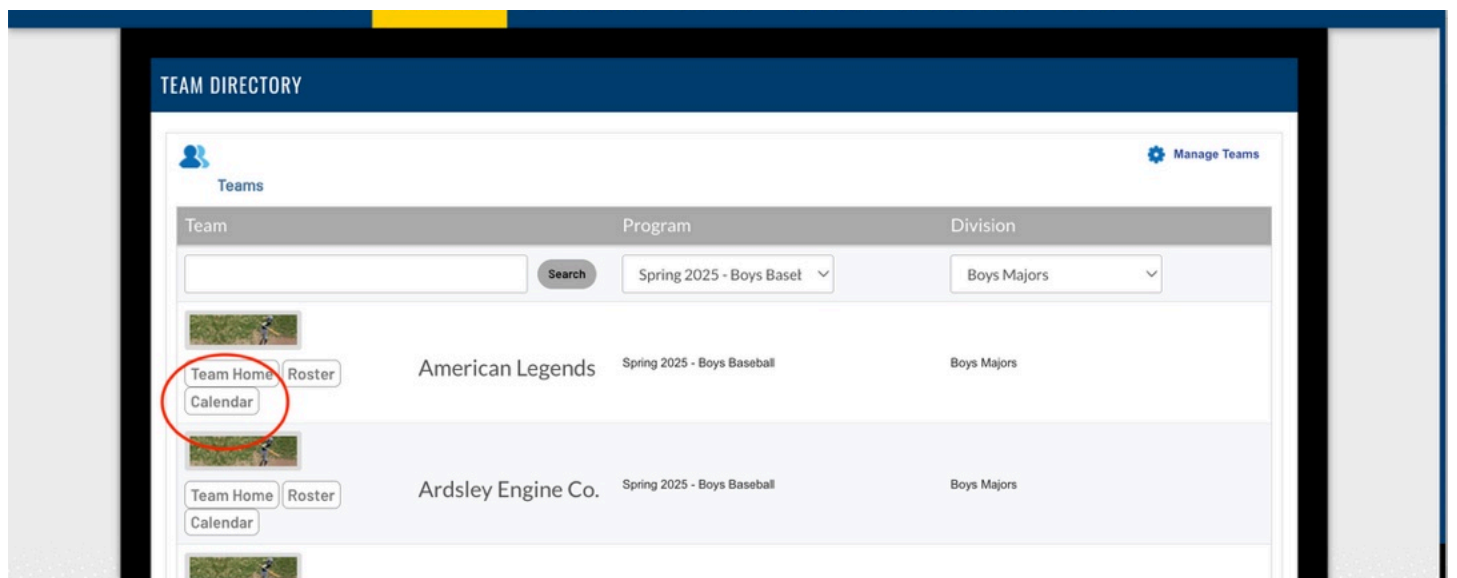 TEAM DIRECTORY
Manage Teams
Teams
Team Program Division
Search Spring 2025 - Boys Baseb Boys Majors
Team Home Roster American Legends Spring 2025 - Boys Baseball Boys Majors
Calendar
Team Home Roster Ardsley Engine Co. Spring 2025 - Boys Baseball Boys Majors
Calendar